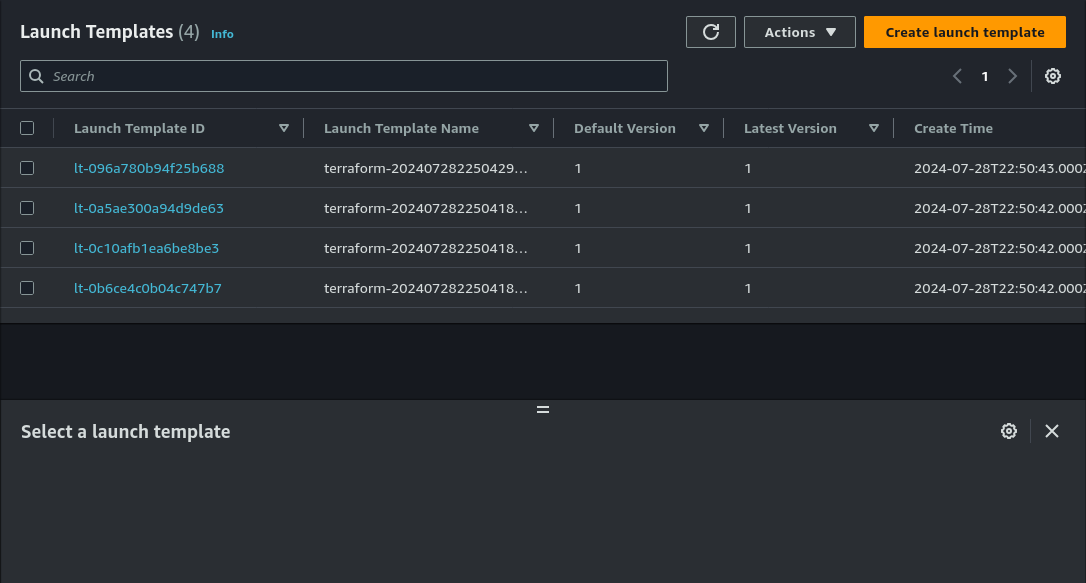 Launch Templates (4) Info
Actions
Create launch template
Search
1
Launch Template ID Launch Template Name Default Version Latest Version Create Time
lt-096a780b94f25b688 terraform-202407282250429... 1 1 2024-07-28T22:50:43.000Z
lt-0a5ae300a94d9de63 terraform-202407282250418... 1 1 2024-07-28T22:50:42.000Z
lt-0c10afb1ea6be8be3 terraform-202407282250418... 1 1 2024-07-28T22:50:42.000Z
lt-0b6ce4c0b04c747b7 terraform-202407282250418... 1 1 2024-07-28T22:50:42.000Z
Select a launch template